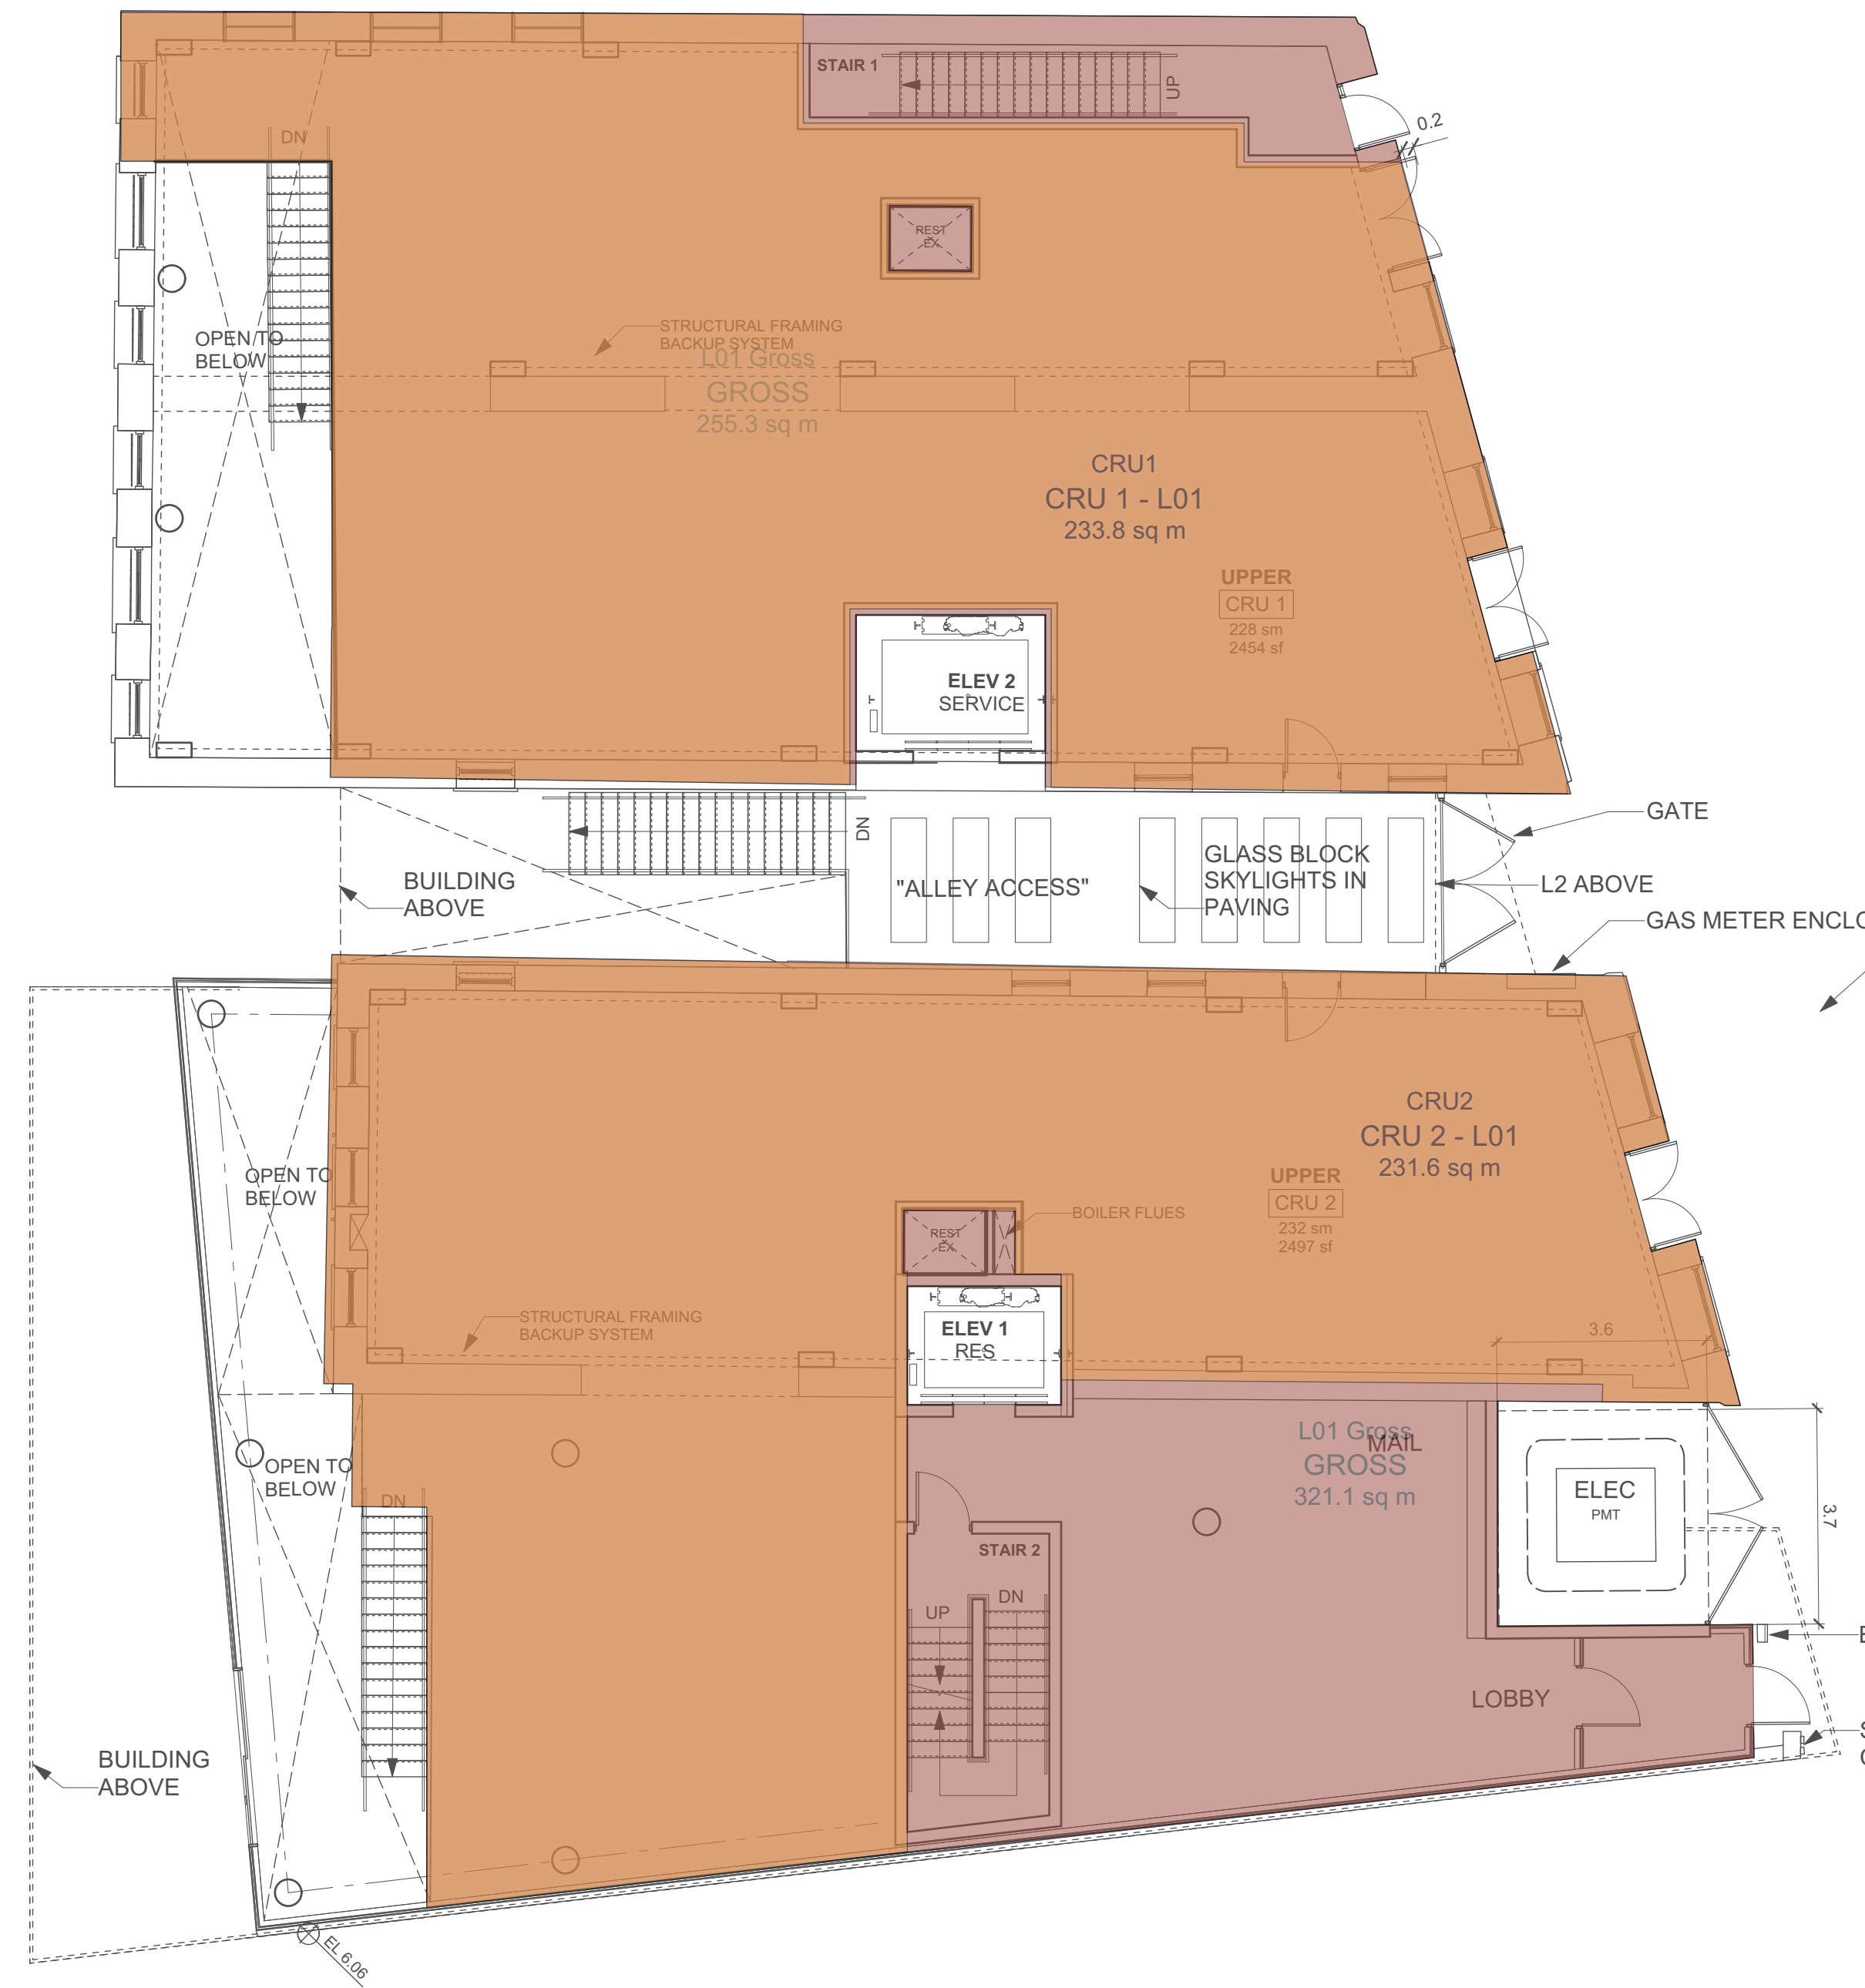 STAIR 1
UP
0.2
DN
REST
EX
OPEN TO
BELOW
STRUCTURAL FRAMING
BACKUP SYSTEM
L01 Gross
GROSS
255.3 sq m
CRU1
CRU 1 - L01
233.8 sq m
UPPER
CRU 1
228 sm
2454 sf
ELEV 2
SERVICE
GATE
DN
BUILDING
ABOVE
"ALLEY ACCESS"
GLASS BLOCK
SKYLIGHTS IN
PAVING
L2 ABOVE
GAS METER ENCLO
CRU2
CRU 2 - L01
231.6 sq m
OPEN TO
BELOW
UPPER
CRU 2
232 sm
2497 sf
BOILER FLUES
REST
EX
STRUCTURAL FRAMING
BACKUP SYSTEM
ELEV 1
RES
3.6
L01 Gross
MAIL
GROSS
321.1 sq m
OPEN TO
BELOW
ELEC
PMT
3.7
DN
STAIR 2
UP
DN
LOBBY
BUILDING
ABOVE
EL 6.06